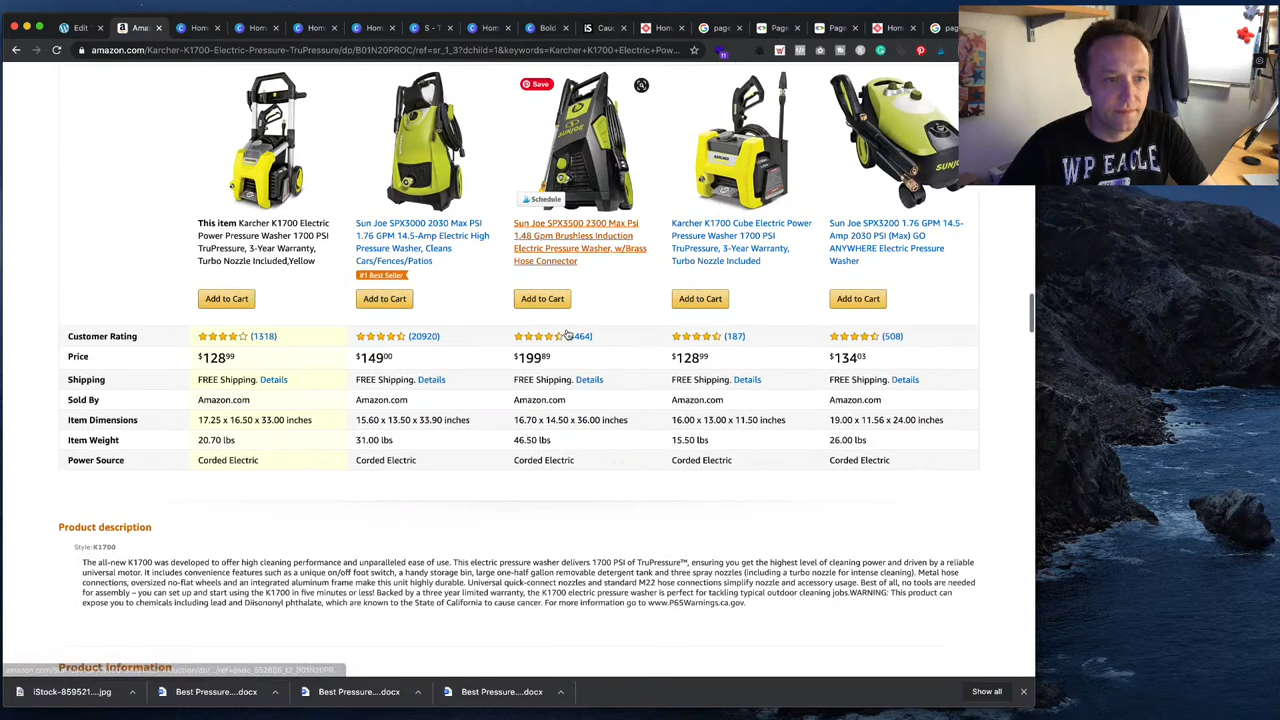 Edit
Ama
Hom
Hom
Hom
Hom
S – T
Hom
Bold
iS Cau
Hom
page
Page
Page
Hom
goo
amazon.com/Karcher-K1700-Electric-Pressure-TruPressure/dp/B01N20PROC/ref=sr_1_3?dchild=1&keywords=Karcher+K1700+Electric+Pow...
11
Save
SUNJOE
KARCHER
SUNJOE
WP EAGLE
Schedule
This item Karcher K1700 Electric
Power Pressure Washer 1700 PSI
TruPressure, 3-Year Warranty,
Turbo Nozzle Included,Yellow
Sun Joe SPX3000 2030 Max PSI
1.76 GPM 14.5-Amp Electric High
Pressure Washer, Cleans
Cars/Fences/Patios
#1 Best Seller
Sun Joe SPX3500 2300 Max Psi
1.48 Gpm Brushless Induction
Electric Pressure Washer, w/Brass
Hose Connector
Karcher K1700 Cube Electric Power
Pressure Washer 1700 PSI
TruPressure, 3-Year Warranty,
Turbo Nozzle Included
Sun Joe SPX3200 1.76 GPM 14.5-
Amp 2030 PSI (Max) GO
ANYWHERE Electric Pressure
Washer
Add to Cart Add to Cart Add to Cart Add to Cart Add to Cart
Customer Rating (1318) (20920) 464) (187) (508)
Price $128.99 $149.00 $199.89 $128.99 $134.03
Shipping FREE Shipping. Details FREE Shipping. Details FREE Shipping. Details FREE Shipping. Details FREE Shipping. Details
Sold By Amazon.com Amazon.com Amazon.com Amazon.com Amazon.com
Item Dimensions 17.25 x 16.50 x 33.00 inches 15.60 x 13.50 x 33.90 inches 16.70 x 14.50 x 36.00 inches 16.00 x 13.00 x 11.50 inches 19.00 x 11.56 x 24.00 inches
Item Weight 20.70 lbs 31.00 lbs 46.50 lbs 15.50 lbs 26.00 lbs
Power Source Corded Electric Corded Electric Corded Electric Corded Electric Corded Electric
Product description
Style: K1700
The all-new K1700 was developed to offer high cleaning performance and unparalleled ease of use. This electric pressure washer delivers 1700 PSI of TruPressure™, ensuring you get the highest level of cleaning power and driven by a reliable
universal motor. It includes convenience features such as a unique on/off foot switch, a handy storage bin, large one-half gallon removable detergent tank and three spray nozzles (including a turbo nozzle for intense cleaning). Metal hose
connections, oversized no-flat wheels and an integrated aluminum frame make this unit highly durable. Universal quick-connect nozzles and standard M22 hose connections simplify nozzle and accessory usage. Best of all, no tools are needed
for assembly – you can set up and start using the K1700 in five minutes or less! Backed by a three year limited warranty, the K1700 electric pressure washer is perfect for tackling typical outdoor cleaning jobs.WARNING: This product can
expose you to chemicals including lead and Diisononyl phthalate, which are known to the State of California to cause cancer. For more information go to www.P65Warnings.ca.gov.
Product information
iStock-859521....jpg
Best Pressure....docx
Best Pressure....docx
Best Pressure....docx
Show all